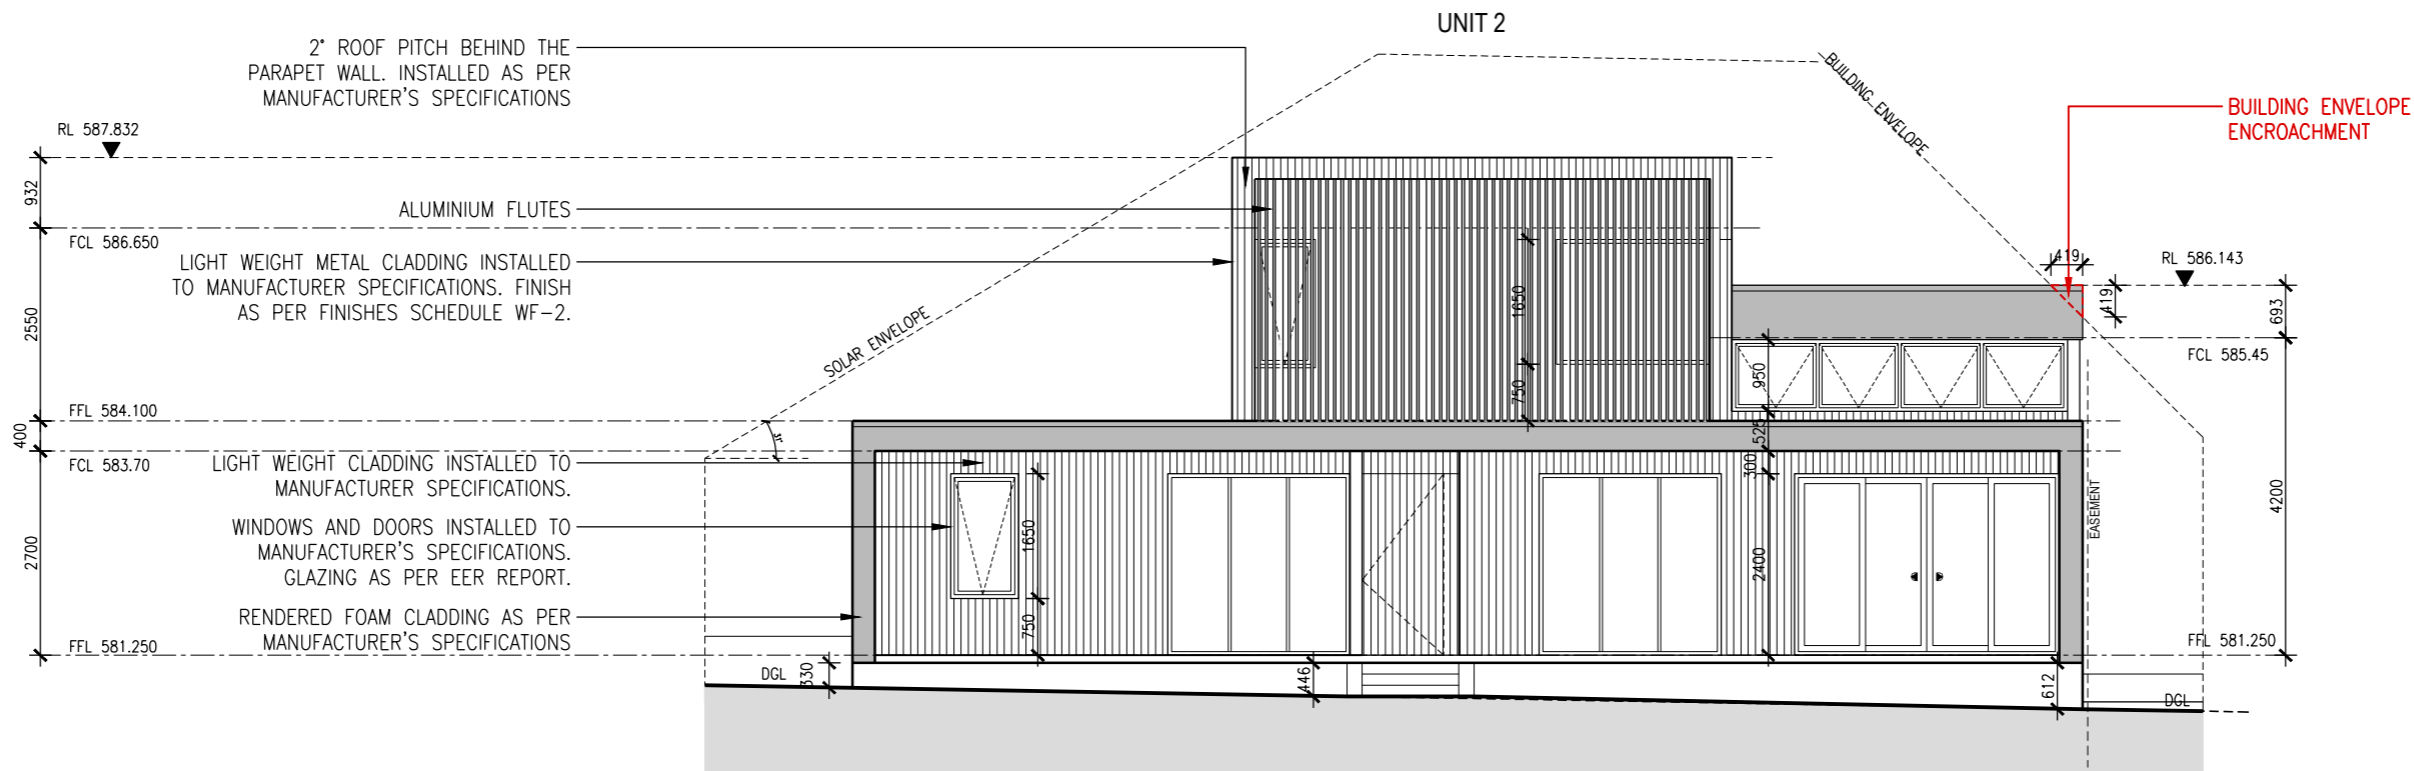 UNIT 2
2° ROOF PITCH BEHIND THE
PARAPET WALL. INSTALLED AS PER
MANUFACTURER'S SPECIFICATIONS
BUILDING ENVELOPE
BUILDING ENVELOPE
ENCROACHMENT
RL 587.832
932
ALUMINIUM FLUTES
FCL 586.650
LIGHT WEIGHT METAL CLADDING INSTALLED
TO MANUFACTURER SPECIFICATIONS. FINISH
AS PER FINISHES SCHEDULE WF-2.
2550
SOLAR ENVELOPE
1650
750
419
RL 586.143
419
693
FCL 585.45
950
525
FFL 584.100
400
31°
FCL 583.70
LIGHT WEIGHT CLADDING INSTALLED TO
MANUFACTURER SPECIFICATIONS.
300
EASEMENT
4200
WINDOWS AND DOORS INSTALLED TO
MANUFACTURER'S SPECIFICATIONS.
GLAZING AS PER EER REPORT.
2700
1650
2400
RENDERED FOAM CLADDING AS PER
MANUFACTURER'S SPECIFICATIONS
750
FFL 581.250
FFL 581.250
DGL
330
446
612
DGL